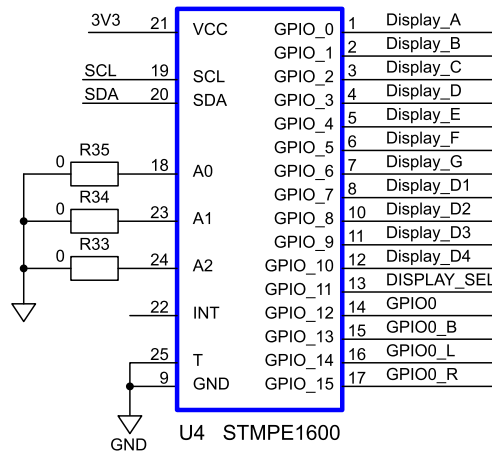 3V3 21 VCC GPIO_0 1 Display_A
GPIO_1 2 Display_B
SCL 19 SCL GPIO_2 3 Display_C
SDA 20 SDA GPIO_3 4 Display_D
GPIO_4 5 Display_E
GPIO_5 6 Display_F
0 R35 18 A0 GPIO_6 7 Display_G
GPIO_7 8 Display_D1
0 R34 23 A1 GPIO_8 10 Display_D2
GPIO_9 11 Display_D3
0 R33 24 A2 GPIO_10 12 Display_D4
GPIO_11 13 DISPLAY_SEL
22 INT GPIO_12 14 GPIO0
GPIO_13 15 GPIO0_B
25 T GPIO_14 16 GPIO0_L
9 GND GPIO_15 17 GPIO0_R
GND
U4 STMPE1600